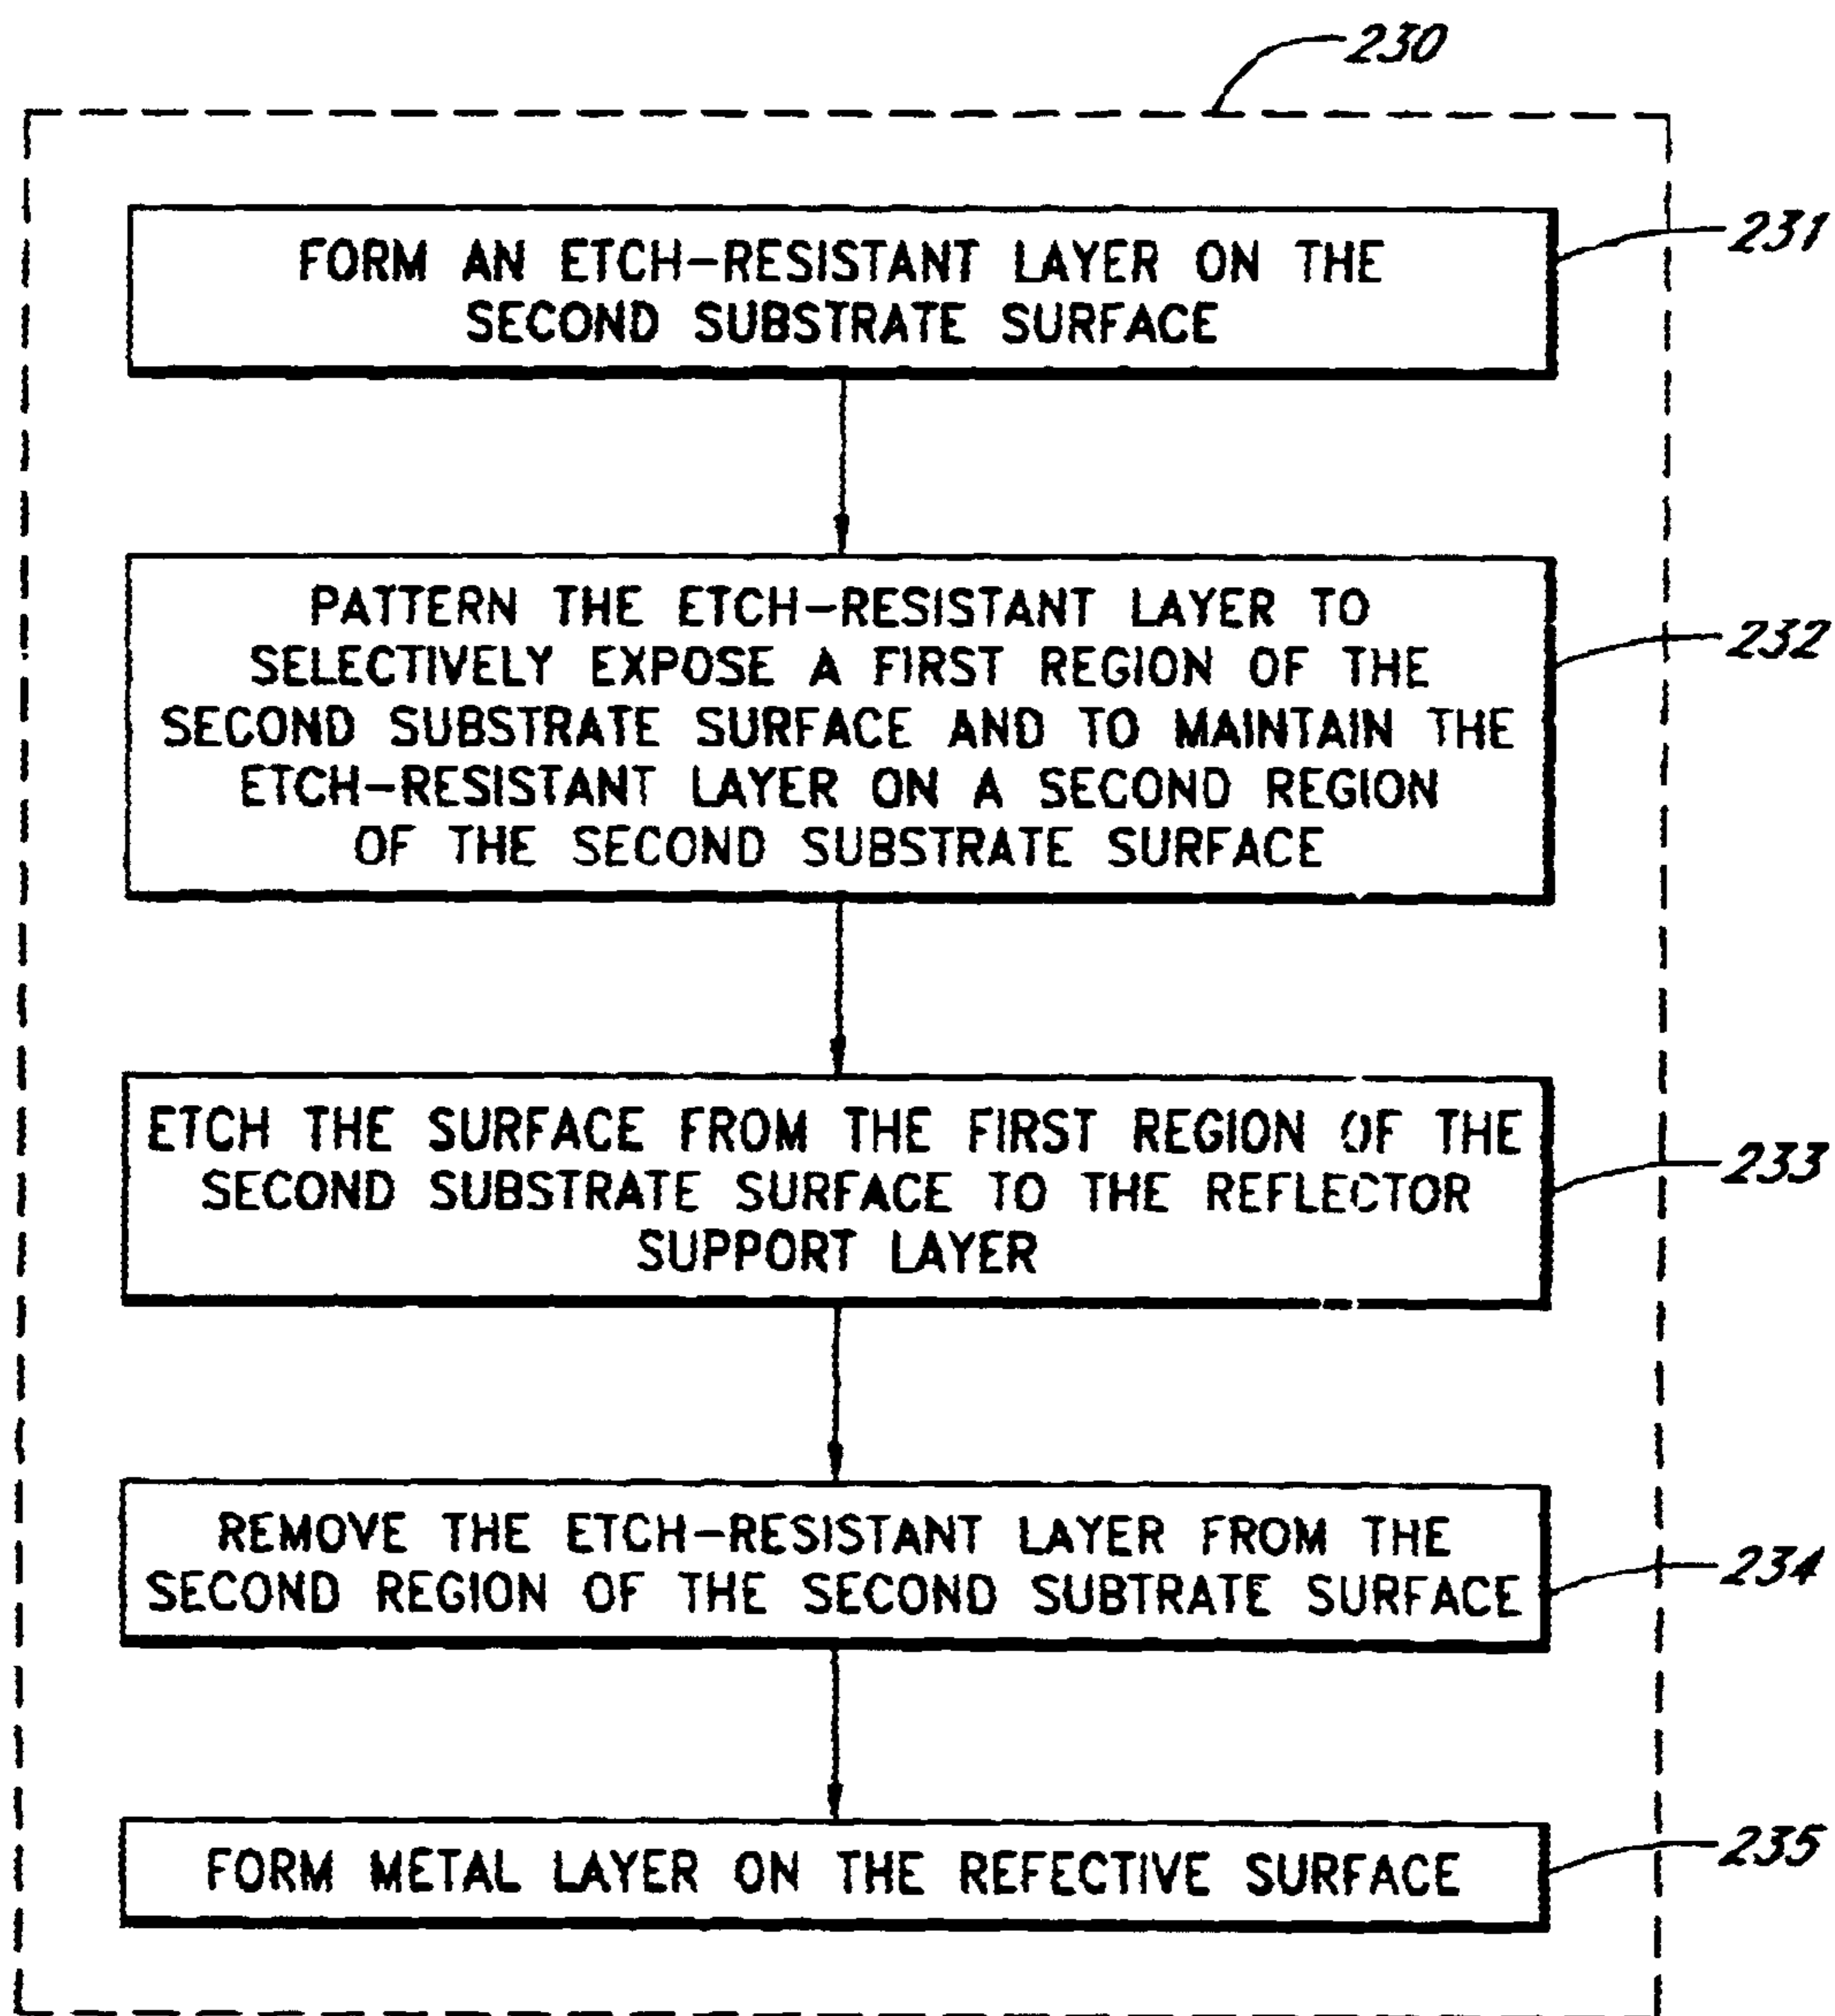 230
FORM AN ETCH-RESISTANT LAYER ON THE
SECOND SUBSTRATE SURFACE
231
PATTERN THE ETCH-RESISTANT LAYER TO
SELECTIVELY EXPOSE A FIRST REGION OF THE
SECOND SUBSTRATE SURFACE AND TO MAINTAIN THE
ETCH-RESISTANT LAYER ON A SECOND REGION
OF THE SECOND SUBSTRATE SURFACE
232
ETCH THE SURFACE FROM THE FIRST REGION OF THE
SECOND SUBSTRATE SURFACE TO THE REFLECTOR
SUPPORT LAYER
233
REMOVE THE ETCH-RESISTANT LAYER FROM THE
SECOND REGION OF THE SECOND SUBTRATE SURFACE
234
FORM METAL LAYER ON THE REFECTIVE SURFACE
235